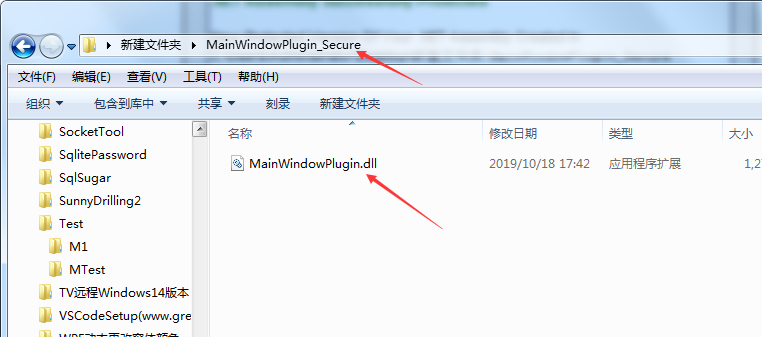 新建文件夹 MainWindowPlugin_Secure
文件(F) 编辑(E) 查看(V) 工具(T) 帮助(H)
组织 包含到库中 共享 刻录 新建文件夹
名称 修改日期 类型 大小
SocketTool
SqlitePassword
MainWindowPlugin.dll 2019/10/18 17:42 应用程序扩展 1,2
SqlSugar
SunnyDrilling2
Test
M1
MTest
TV远程Windows14版本
VSCodeSetup(www.gre